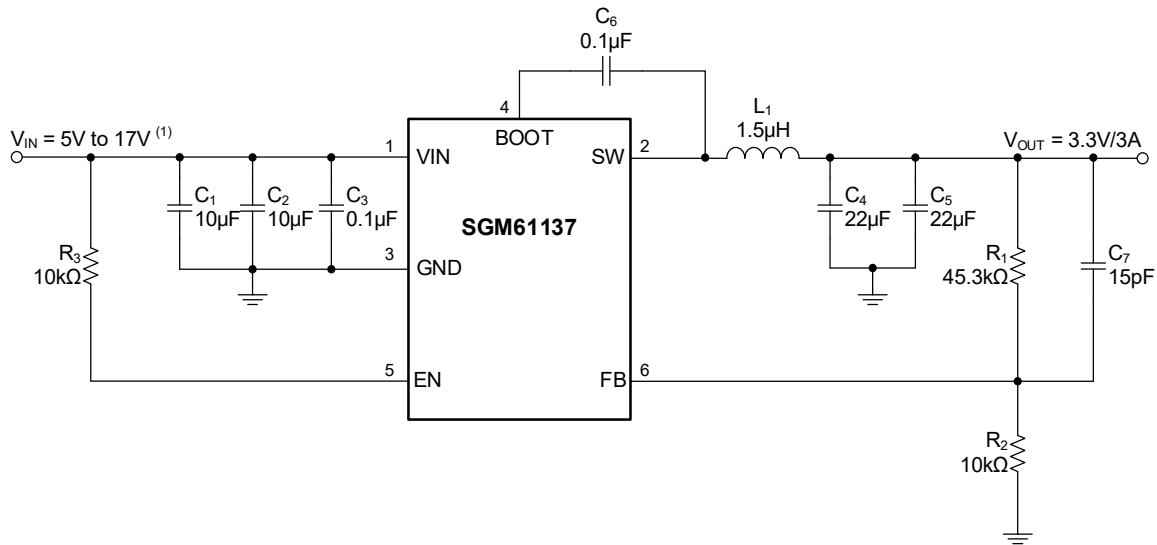 C₆
0.1µF
L₁
1.5µH
V_IN = 5V to 17V ⁽¹⁾
V_OUT = 3.3V/3A
4
BOOT
1
VIN
SW
2
C₁
10µF
C₂
10µF
C₃
0.1µF
SGM61137
C₄
22µF
C₅
22µF
R₃
10kΩ
3
GND
R₁
45.3kΩ
C₇
15pF
5
EN
FB
6
R₂
10kΩ